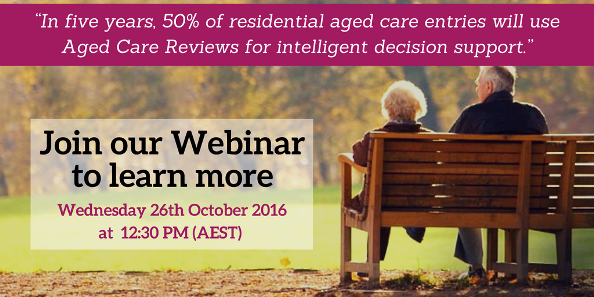 “In five years, 50% of residential aged care entries will use
Aged Care Reviews for intelligent decision support.”
Join our Webinar
to learn more
Wednesday 26th October 2016
at 12:30 PM (AEST)